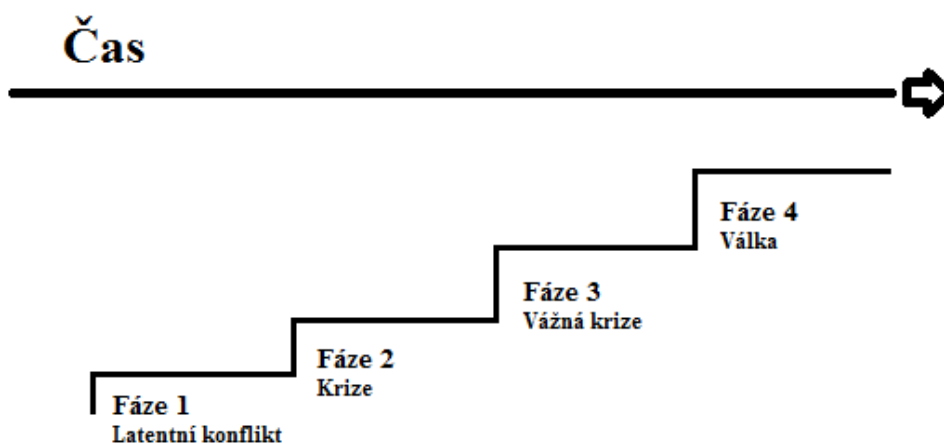 Čas
Fáze 4
Válka
Fáze 3
Vážná krize
Fáze 2
Krize
Fáze 1
Latentní konflikt